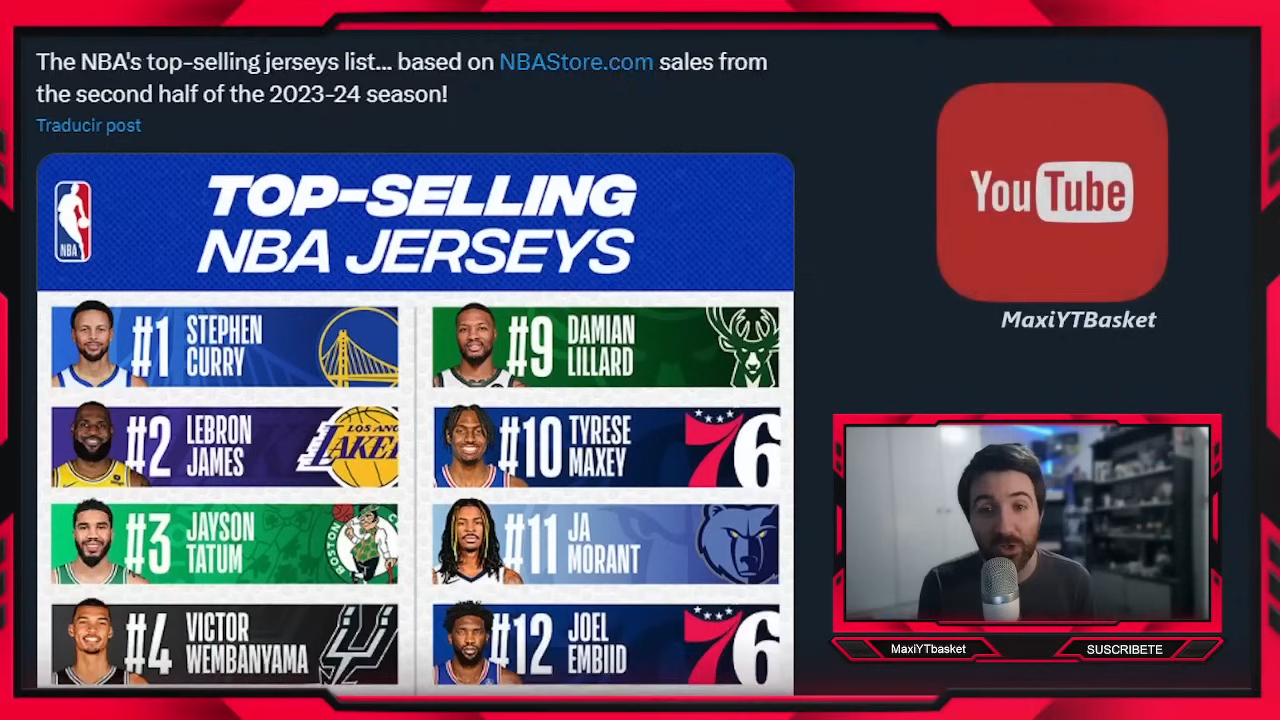 The NBA's top-selling jerseys list... based on NBAStore.com sales from
the second half of the 2023-24 season!
Traducir post
NBA
TOP-SELLING
NBA JERSEYS
#1 STEPHEN
CURRY
#2 LEBRON
JAMES
LOS ANG
LAKE
#3 JAYSON
TATUM
BOSTON
#4 VICTOR
WEMBANYAMA
#9 DAMIAN
LILLARD
#10 TYRESE
MAXEY
76
#11 JA
MORANT
#12 JOEL
EMBIID
76
YouTube
MaxiYTBasket
MaxiYTbasket
SUSCRIBETE